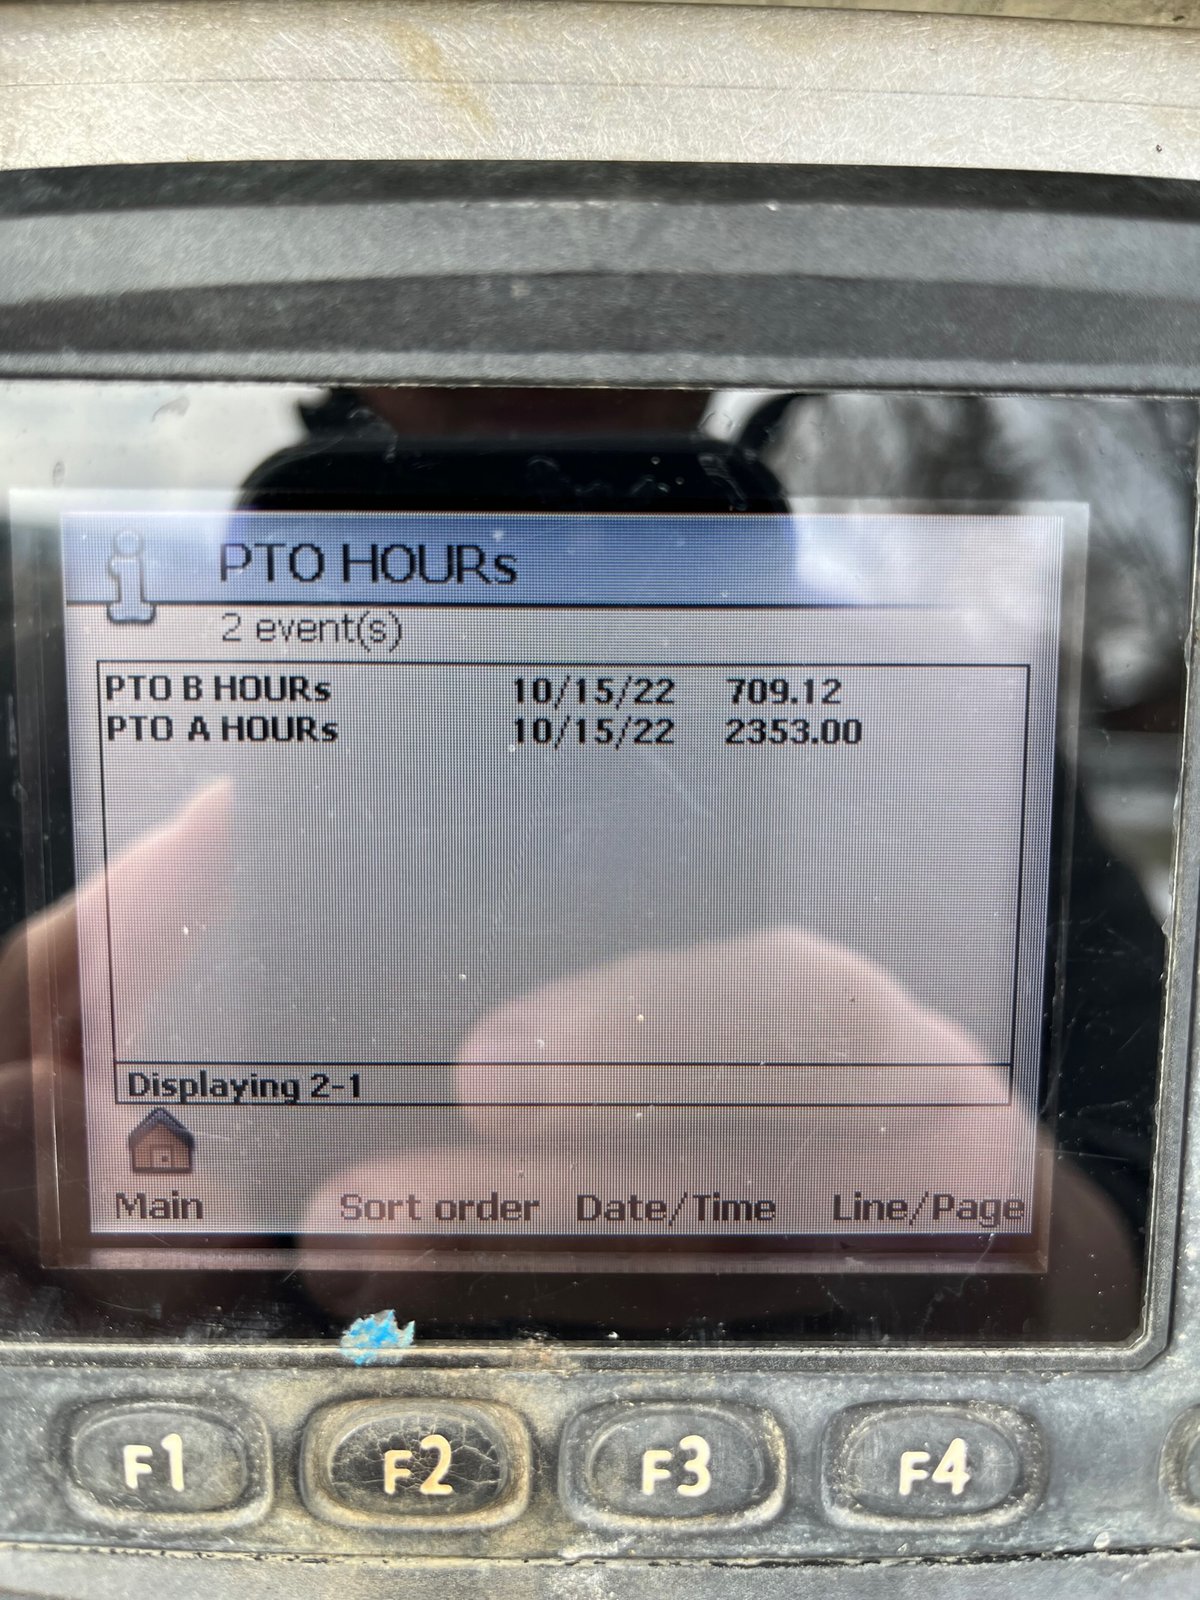 PTO HOURs
2 event(s)
PTO B HOURs 10/15/22 709.12
PTO A HOURs 10/15/22 2353.00
Displaying 2-1
Main Sort order Date/Time Line/Page
F1 F2 F3 F4